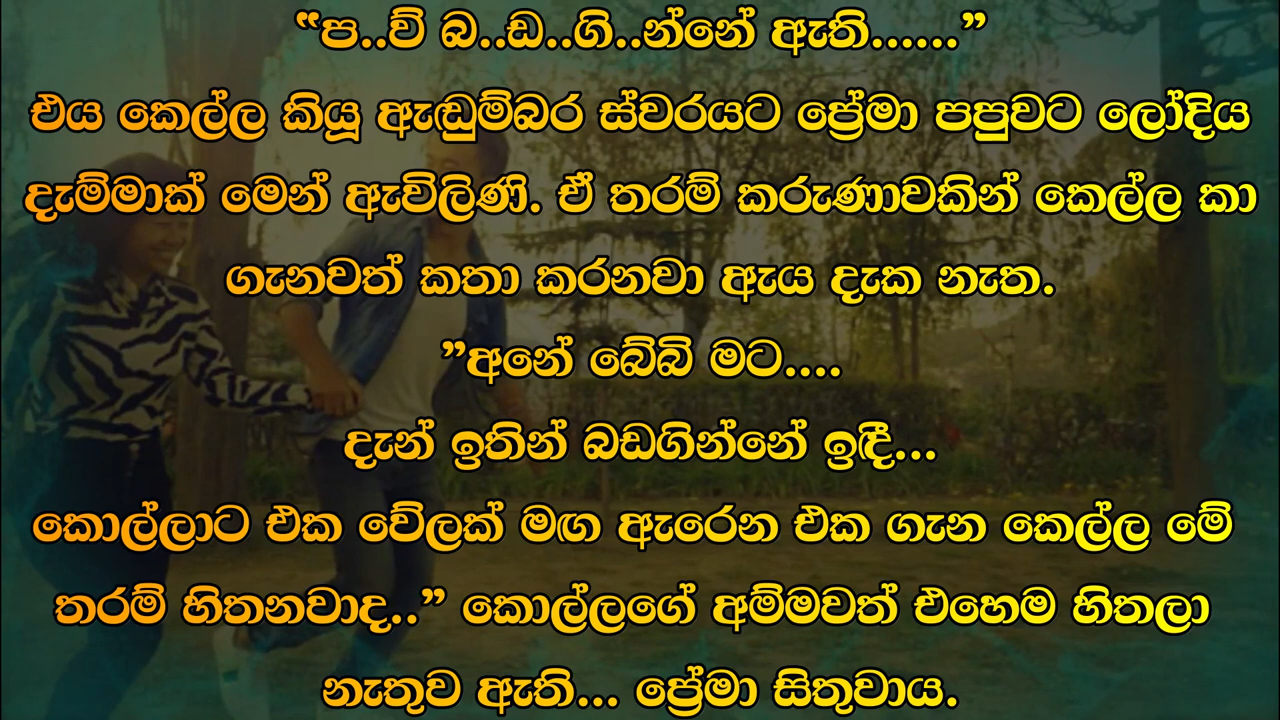 “ප..ව් බ..ඩ..ගි..න්නේ ඇති......”
එය කෙල්ල කියූ ඇඬුම්බර ස්වරයට ප්‍රේමා පපුවට ලෝදිය
දැම්මාක් මෙන් ඇවිලිණි. ඒ තරම් කරුණාවකින් කෙල්ල කා
ගැනවත් කතා කරනවා ඇය දැක නැත.
”අනේ බේබි මට....
දැන් ඉතින් බඩගින්නේ ඉඳී...
කොල්ලාට එක වේලක් මඟ ඇරෙන එක ගැන කෙල්ල මේ
තරම් හිතනවාද..” කොල්ලගේ අම්මවත් එහෙම හිතලා
නැතුව ඇති... ප්‍රේමා සිතුවාය.